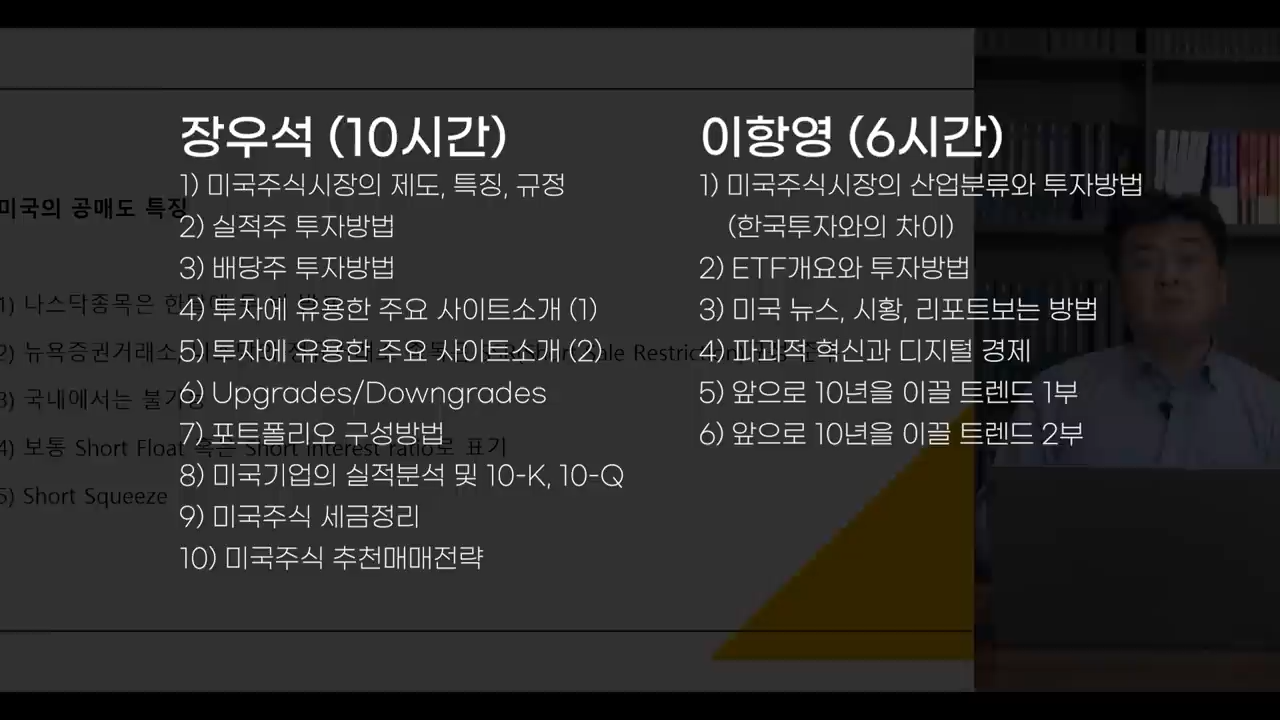 장우석 (10시간)
1) 미국주식시장의 제도, 특징, 규정
2) 실적주 투자방법
3) 배당주 투자방법
4) 투자에 유용한 주요 사이트소개 (1)
5) 투자에 유용한 주요 사이트소개 (2)
6) Upgrades/Downgrades
7) 포트폴리오 구성방법
8) 미국기업의 실적분석 및 10-K, 10-Q
9) 미국주식 세금정리
10) 미국주식 추천매매전략
이항영 (6시간)
1) 미국주식시장의 산업분류와 투자방법
(한국투자와의 차이)
2) ETF개요와 투자방법
3) 미국 뉴스, 시황, 리포트보는 방법
4) 파괴적 혁신과 디지털 경제
5) 앞으로 10년을 이끌 트렌드 1부
6) 앞으로 10년을 이끌 트렌드 2부
미국의 공매도 특징
1) 나스닥종목은
2) 뉴욕증권거래소, Sale
3) 국내에서는
4) 보통 Short Float 혹은 Short Interest ratio로 표기
5) Short Squeeze